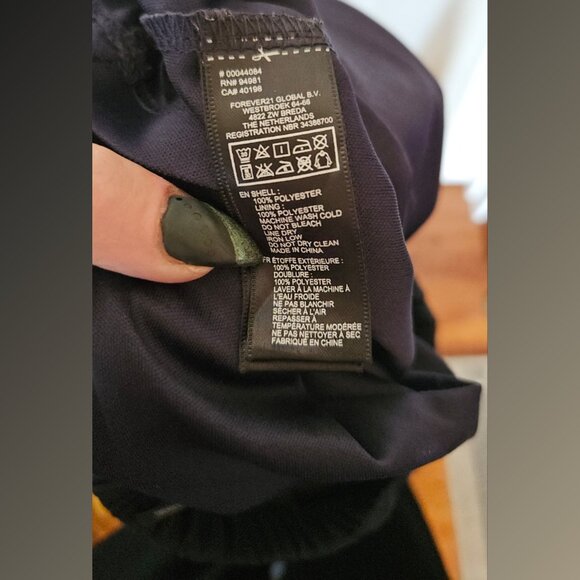 # 00044084
RN# 94981
CA# 40198
FOREVER21 GLOBAL B.V.
WESTBROEK 64-66
4822 ZW BREDA
THE NETHERLANDS
REGISTRATION NBR 34386700
EN SHELL :
100% POLYESTER
LINING :
100% POLYESTER
MACHINE WASH COLD
DO NOT BLEACH
LINE DRY
IRON LOW
DO NOT DRY CLEAN
MADE IN CHINA
FR ÉTOFFE EXTÉRIEURE :
100% POLYESTER
DOUBLURE :
100% POLYESTER
LAVER À LA MACHINE À
L'EAU FROIDE
NE PAS BLANCHIR
SÉCHER À L'AIR
REPASSER À
TEMPÉRATURE MODÉRÉE
NE PAS NETTOYER À SEC
FABRIQUÉ EN CHINE